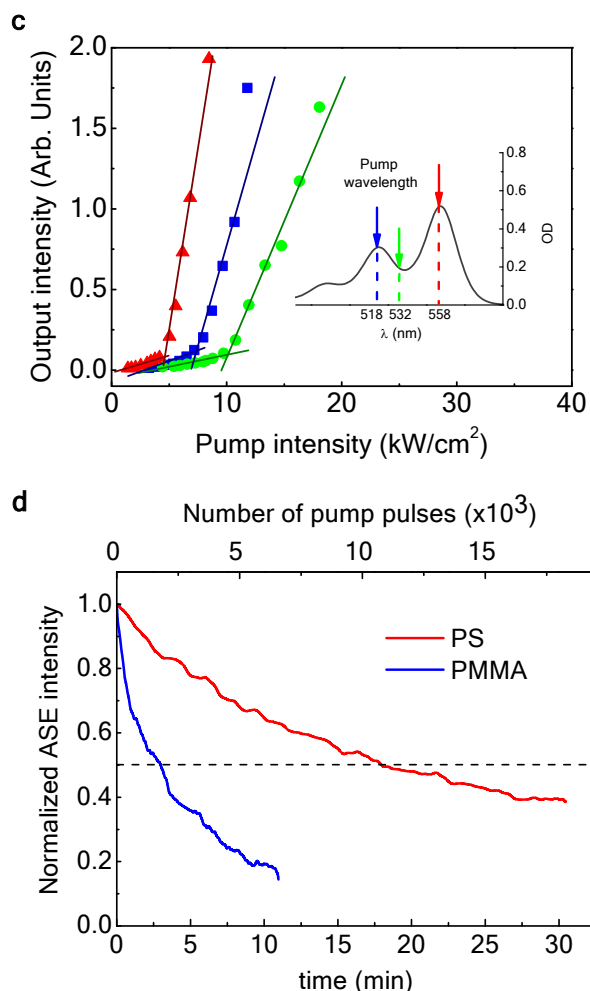 c
Output intensity (Arb. Units)
2.0
1.5
1.0
0.5
0.0
0 10 20 30 40
Pump intensity (kW/cm²)
Pump
wavelength
0.8
0.6
0.4
0.2
0.0
OD
518 532 558
λ (nm)
d
Number of pump pulses (x10³)
0 5 10 15
Normalized ASE intensity
1.0
0.8
0.6
0.4
0.2
0.0
PS
PMMA
0 5 10 15 20 25 30
time (min)